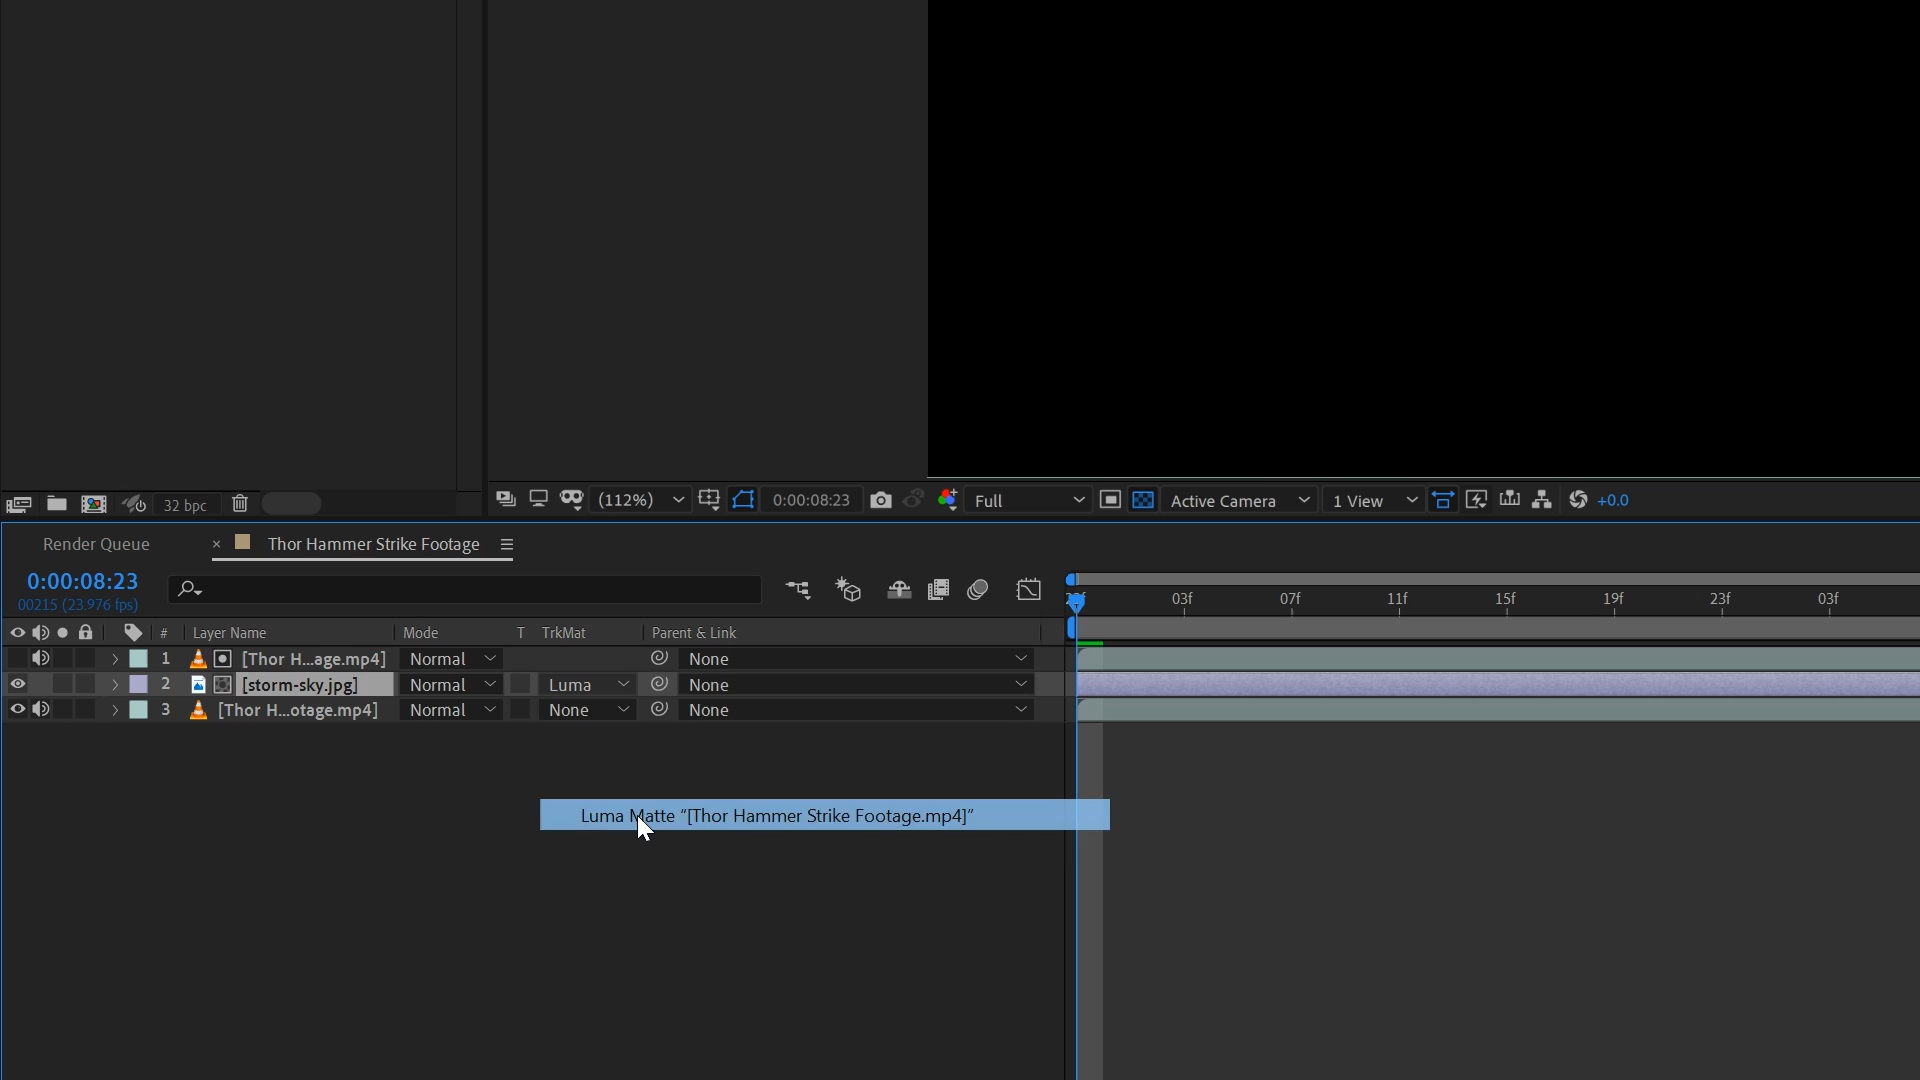 32 bpc
(112%) 0:00:08:23 Full Active Camera 1 View +0.0
Render Queue × Thor Hammer Strike Footage
0:00:08:23
00215 (23.976 fps)
03f 07f 11f 15f 19f 23f 03f
# Layer Name Mode T TrkMat Parent & Link
1 [Thor H...age.mp4] Normal None
2 [storm-sky.jpg] Normal Luma None
3 [Thor H...otage.mp4] Normal None None
Luma Matte “[Thor Hammer Strike Footage.mp4]”